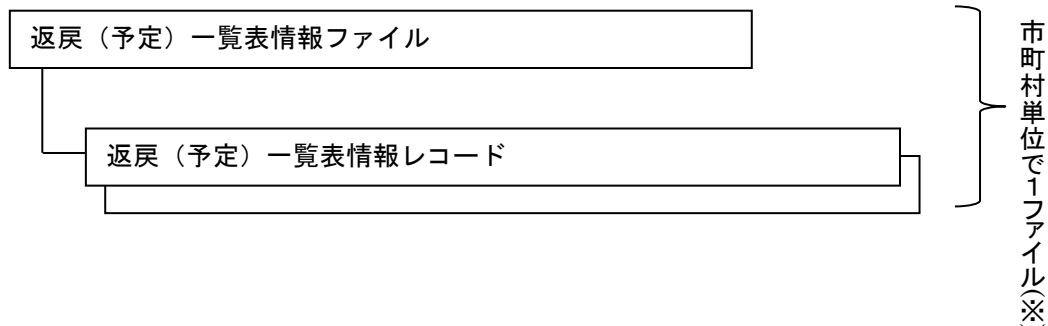 返戻（予定）一覧表情報ファイル
返戻（予定）一覧表情報レコード
市町村単位で1ファイル(※)